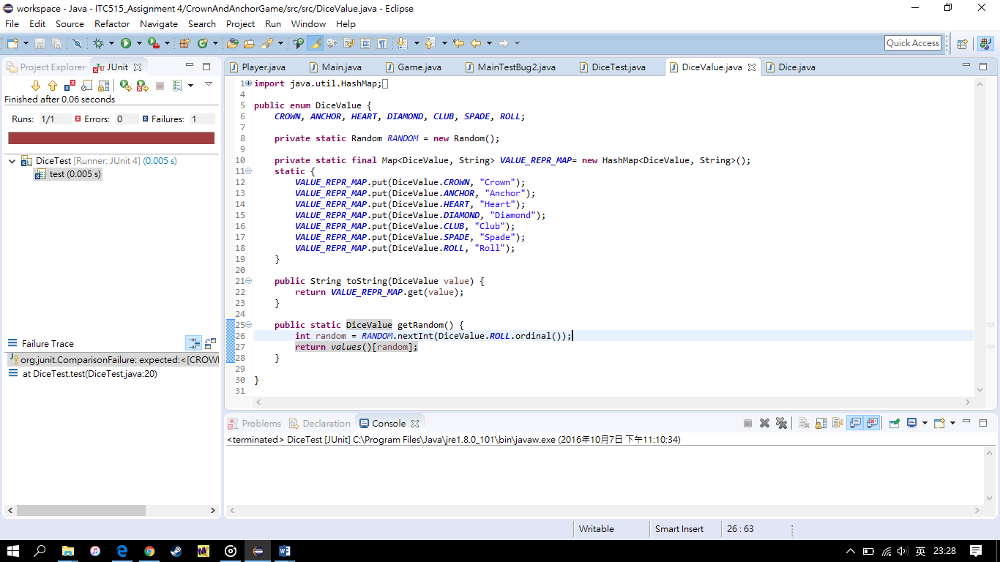 workspace - Java - ITC515_Assignment 4/CrownAndAnchorGame/src/src/DiceValue.java - Eclipse
File Edit Source Refactor Navigate Search Project Run Window Help
Quick Access
Project Explorer JUnit
Finished after 0.06 seconds
Runs: 1/1 Errors: 0 Failures: 1
DiceTest [Runner: JUnit 4] (0.005 s)
test (0.005 s)
Failure Trace
org.junit.ComparisonFailure: expected:<[CROWN
at DiceTest.test(DiceTest.java:20)
Player.java Main.java Game.java MainTestBug2.java DiceTest.java DiceValue.java Dice.java
1 import java.util.HashMap;
4
5 public enum DiceValue {
6 CROWN, ANCHOR, HEART, DIAMOND, CLUB, SPADE, ROLL;
7
8 private static Random RANDOM = new Random();
9
10 private static final Map<DiceValue, String> VALUE_REPR_MAP= new HashMap<DiceValue, String>();
11 static {
12 VALUE_REPR_MAP.put(DiceValue.CROWN, "Crown");
13 VALUE_REPR_MAP.put(DiceValue.ANCHOR, "Anchor");
14 VALUE_REPR_MAP.put(DiceValue.HEART, "Heart");
15 VALUE_REPR_MAP.put(DiceValue.DIAMOND, "Diamond");
16 VALUE_REPR_MAP.put(DiceValue.CLUB, "Club");
17 VALUE_REPR_MAP.put(DiceValue.SPADE, "Spade");
18 VALUE_REPR_MAP.put(DiceValue.ROLL, "Roll");
19 }
20
21 public String toString(DiceValue value) {
22 return VALUE_REPR_MAP.get(value);
23 }
24
25 public static DiceValue getRandom() {
26 int random = RANDOM.nextInt(DiceValue.ROLL.ordinal());
27 return values()[random];
28 }
29
30 }
31
Problems Declaration Console
<terminated> DiceTest [JUnit] C:\Program Files\Java\jre1.8.0_101\bin\javaw.exe (2016年10月7日 下午11:10:34)
Writable Smart Insert 26 : 63
英 23:28